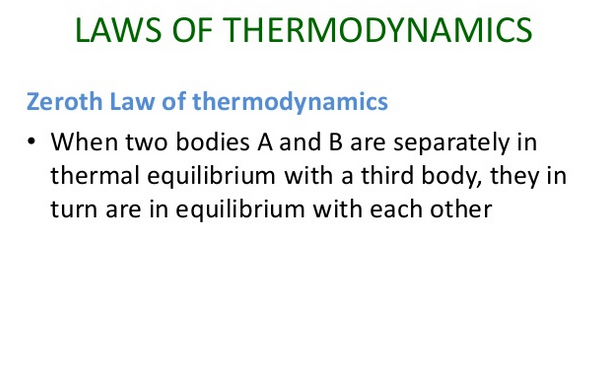 LAWS OF THERMODYNAMICS
Zeroth Law of thermodynamics
• When two bodies A and B are separately in
thermal equilibrium with a third body, they in
turn are in equilibrium with each other